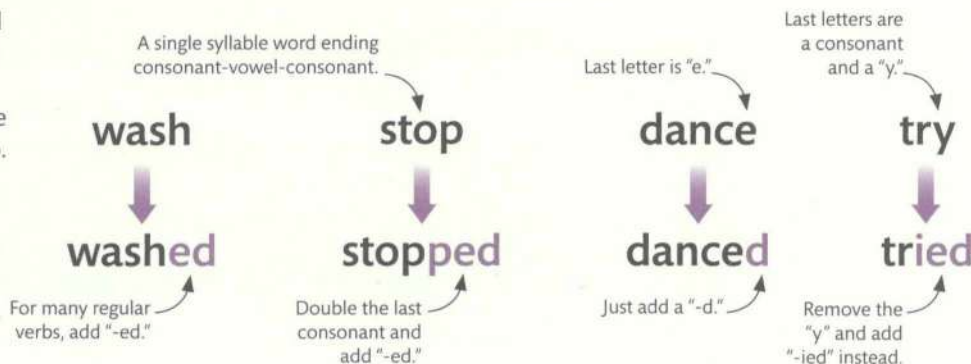 A single syllable word ending
consonant-vowel-consonant.
Last letter is "e."
Last letters are
a consonant
and a "y."
wash
stop
dance
try
washed
stopped
danced
tried
For many regular
verbs, add "-ed."
Double the last
consonant and
add "-ed."
Just add a "-d."
Remove the
"y" and add
"-ied" instead.